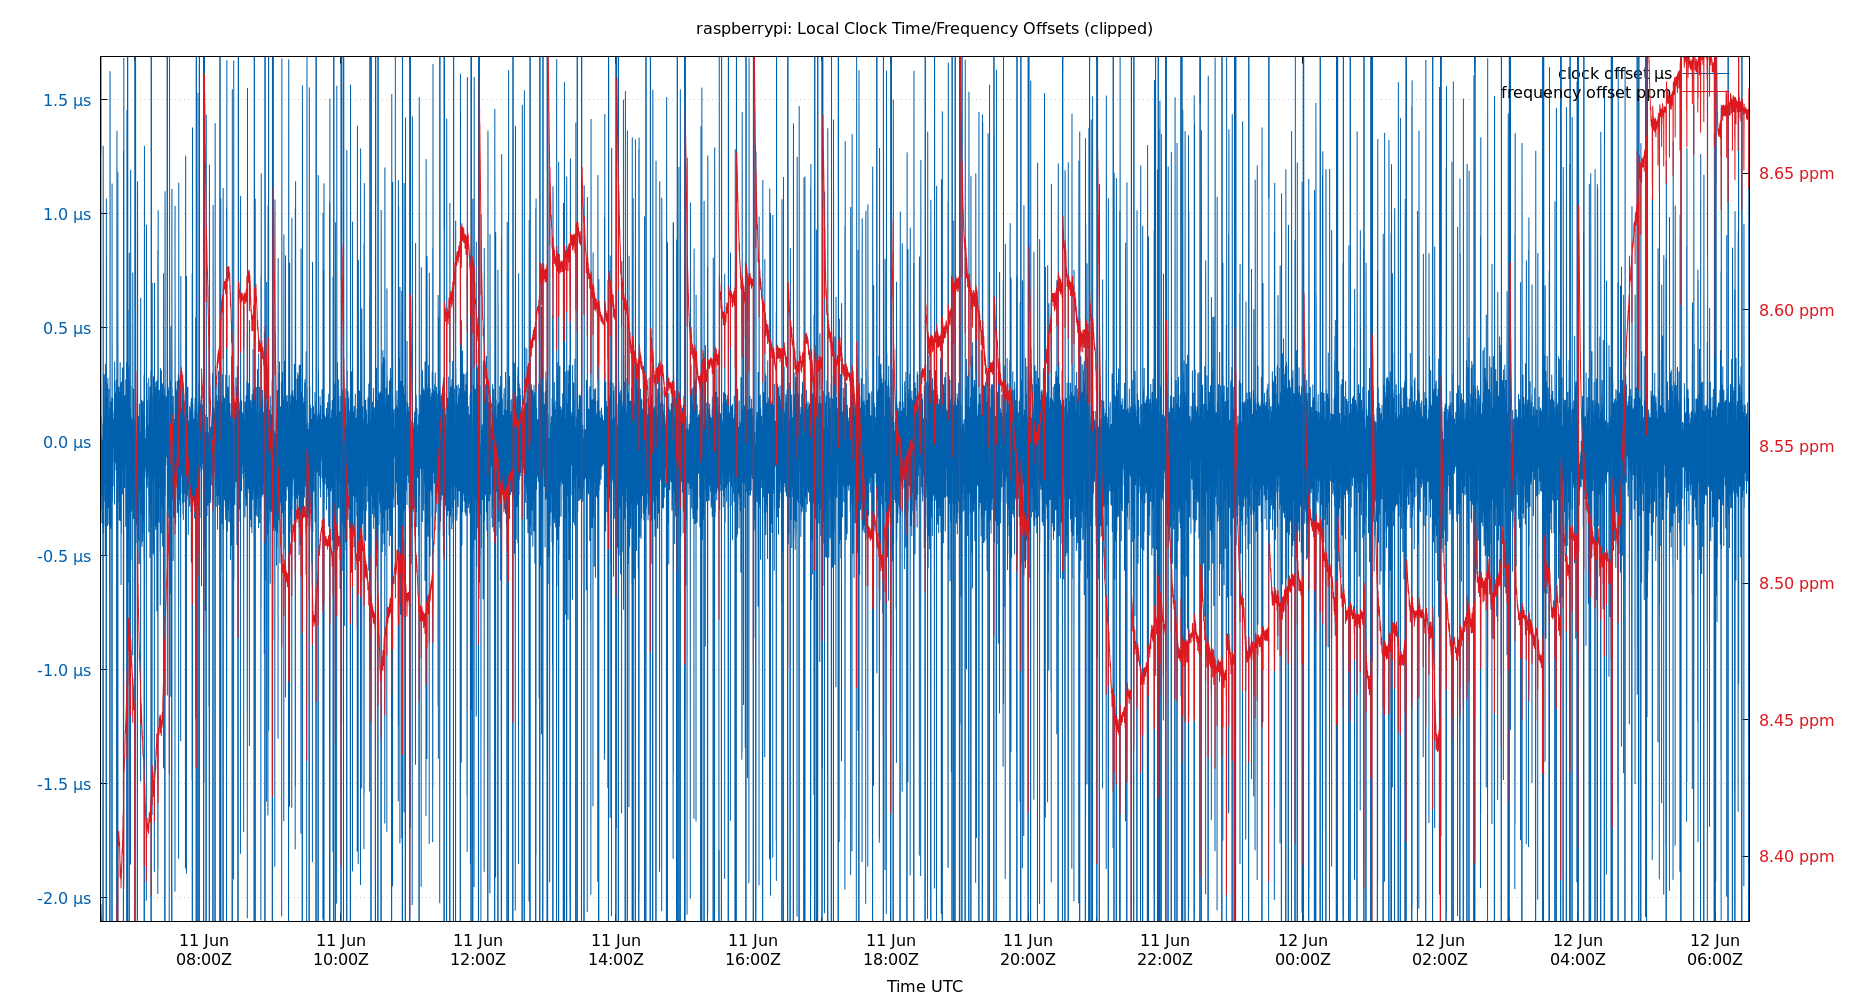 raspberrypi: Local Clock Time/Frequency Offsets (clipped)
clock offset µs
frequency offset ppm
1.5 µs
1.0 µs
0.5 µs
0.0 µs
-0.5 µs
-1.0 µs
-1.5 µs
-2.0 µs
8.65 ppm
8.60 ppm
8.55 ppm
8.50 ppm
8.45 ppm
8.40 ppm
11 Jun 11 Jun 11 Jun 11 Jun 11 Jun 11 Jun 11 Jun 11 Jun 12 Jun 12 Jun 12 Jun 12 Jun
08:00Z 10:00Z 12:00Z 14:00Z 16:00Z 18:00Z 20:00Z 22:00Z 00:00Z 02:00Z 04:00Z 06:00Z
Time UTC